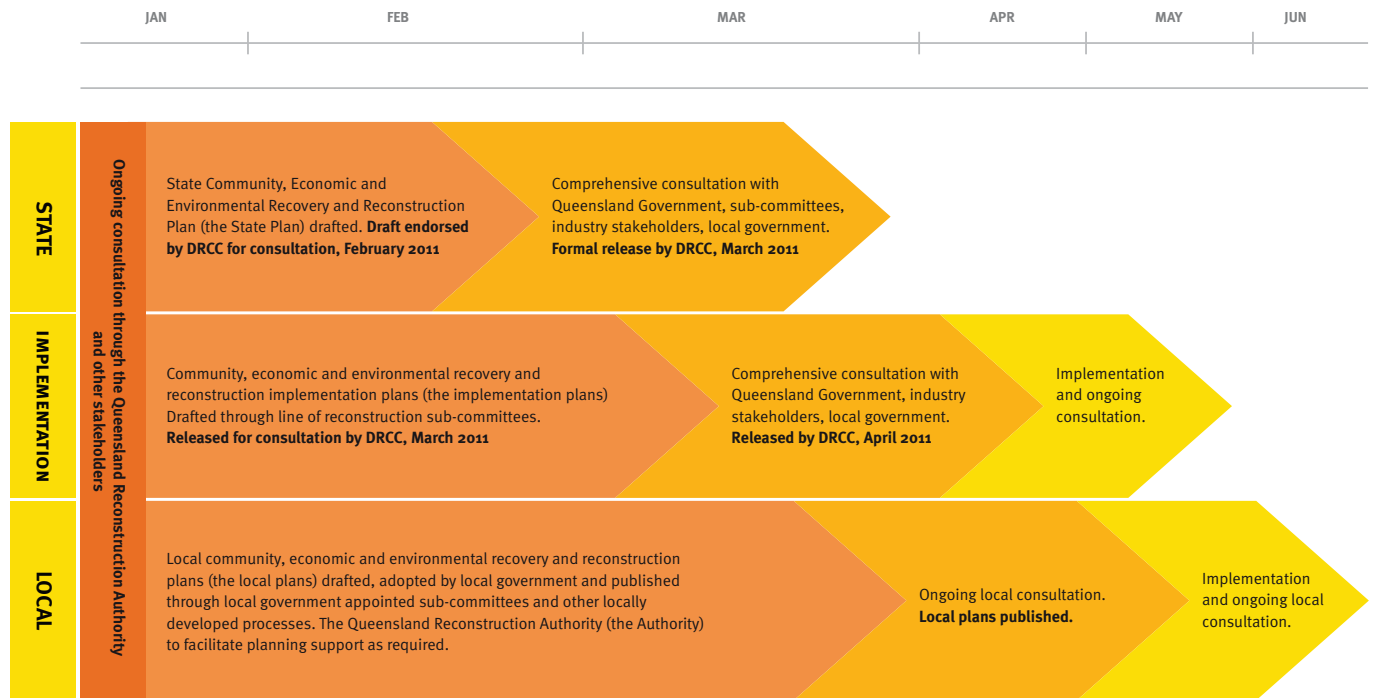 JAN FEB MAR APR MAY JUN
Ongoing consultation through the Queensland Reconstruction Authority
and other stakeholders
STATE
State Community, Economic and
Environmental Recovery and Reconstruction
Plan (the State Plan) drafted. Draft endorsed
by DRCC for consultation, February 2011
Comprehensive consultation with
Queensland Government, sub-committees,
industry stakeholders, local government.
Formal release by DRCC, March 2011
IMPLEMENTATION
Community, economic and environmental recovery and
reconstruction implementation plans (the implementation plans)
Drafted through line of reconstruction sub-committees.
Released for consultation by DRCC, March 2011
Comprehensive consultation with
Queensland Government, industry
stakeholders, local government.
Released by DRCC, April 2011
Implementation
and ongoing
consultation.
LOCAL
Local community, economic and environmental recovery and reconstruction
plans (the local plans) drafted, adopted by local government and published
through local government appointed sub-committees and other locally
developed processes. The Queensland Reconstruction Authority (the Authority)
to facilitate planning support as required.
Ongoing local consultation.
Local plans published.
Implementation
and ongoing local
consultation.